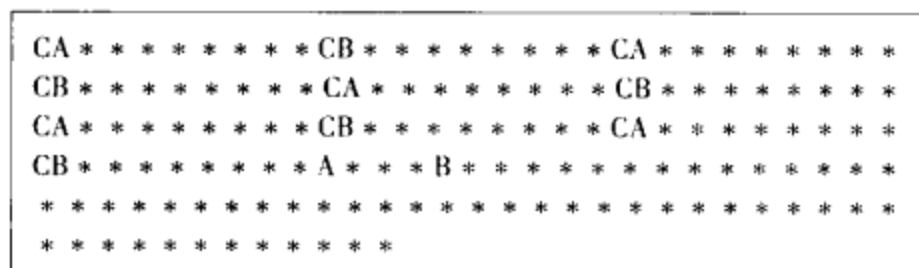 CA * * * * * * * * CB * * * * * * * * CA * * * * * * * *
CB * * * * * * * * CA * * * * * * * * CB * * * * * * * *
CA * * * * * * * * CB * * * * * * * * CA * * * * * * * *
CB * * * * * * * * A * * * B * * * * * * * * * * * * * *
* * * * * * * * * * * * * * * * * * * * * * * * * * * *
* * * * * * * * * * * *